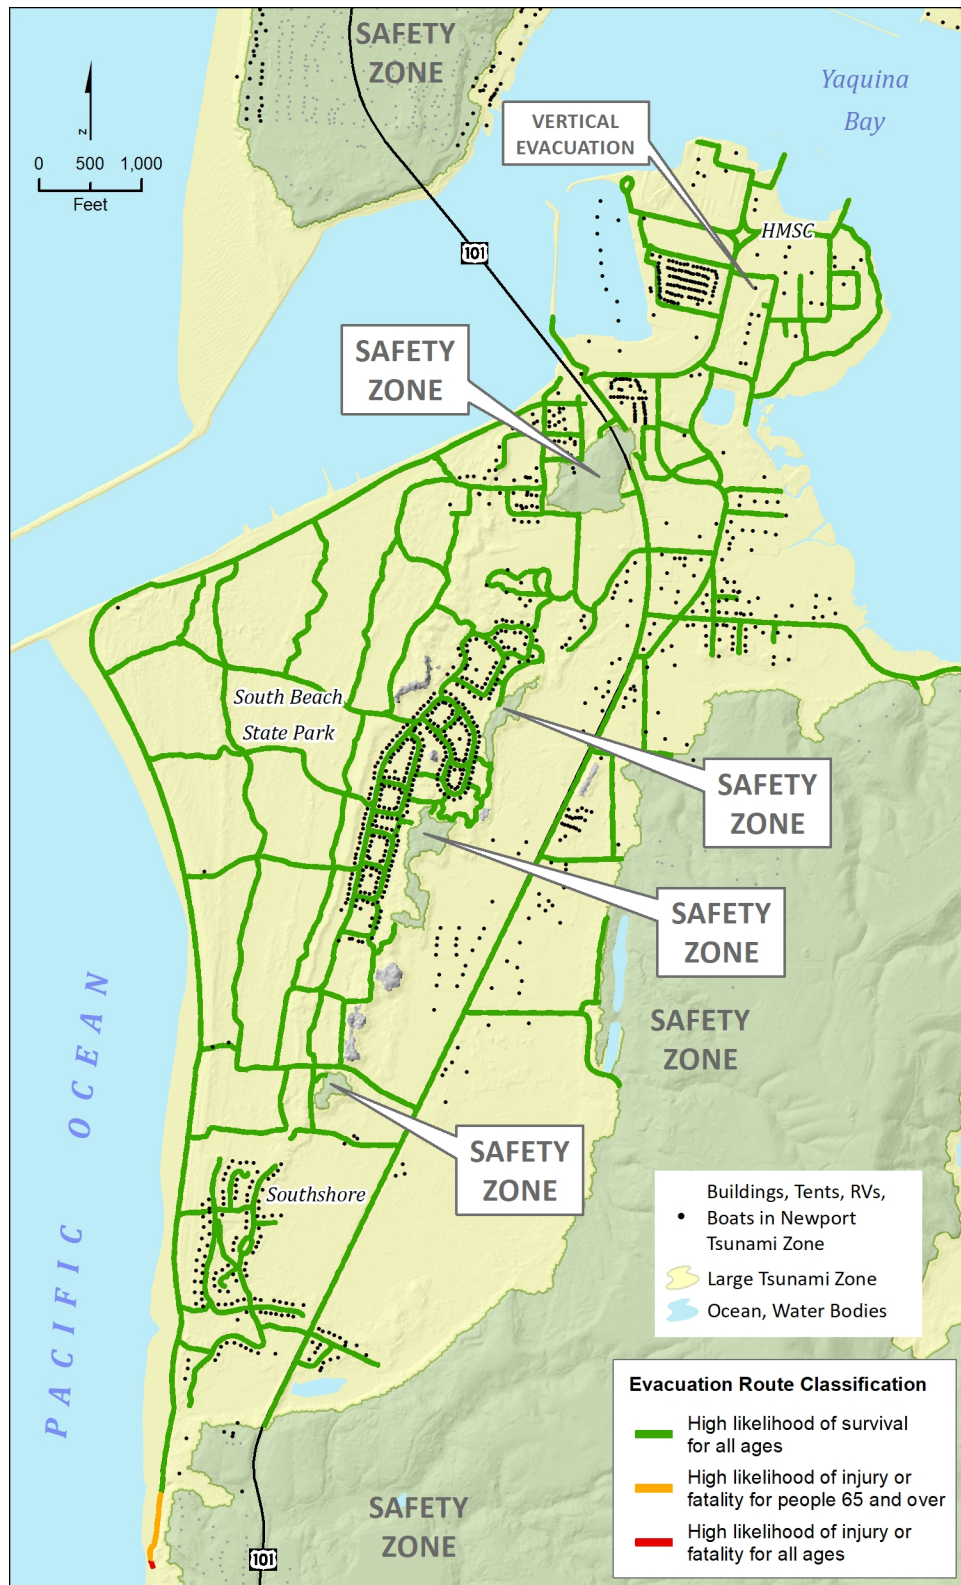 SAFETY
ZONE
Yaquina
Bay
VERTICAL
EVACUATION
z
0 500 1,000
Feet
HMSC
101
SAFETY
ZONE
South Beach
State Park
SAFETY
ZONE
SAFETY
ZONE
SAFETY
ZONE
PACIFIC OCEAN
SAFETY
ZONE
Southshore
Buildings, Tents, RVs,
Boats in Newport
Tsunami Zone
Large Tsunami Zone
Ocean, Water Bodies
Evacuation Route Classification
High likelihood of survival
for all ages
High likelihood of injury or
fatality for people 65 and over
High likelihood of injury or
fatality for all ages
SAFETY
ZONE
101